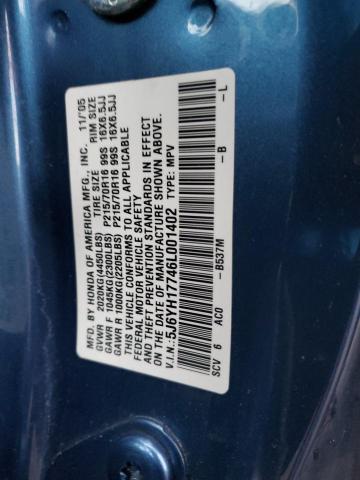 MFD. BY HONDA OF AMERICA MFG., INC. 11/'05
TIRE SIZE RIM SIZE
GVWR 2020KG(4450LBS)
GAWR F 1045KG(2300LBS) P215/70R16 99S 16X6.5JJ
GAWR R 1000KG(2205LBS) P215/70R16 99S 16X6.5JJ
THIS VEHICLE CONFORMS TO ALL APPLICABLE
FEDERAL MOTOR VEHICLE SAFETY
AND THEFT PREVENTION STANDARDS IN EFFECT
ON THE DATE OF MANUFACTURE SHOWN ABOVE.
V.I.N.:5J6YH17746L001402 TYPE: MPV
SCV 6 AC0 -B537M -B -L